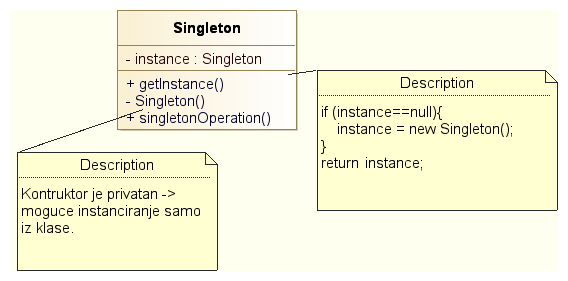 Singleton
- instance : Singleton
+ getInstance()
- Singleton()
+ singletonOperation()
Description
if (instance==null){
instance = new Singleton();
}
return instance;
Description
Kontruktor je privatan ->
moguce instanciranje samo
iz klase.